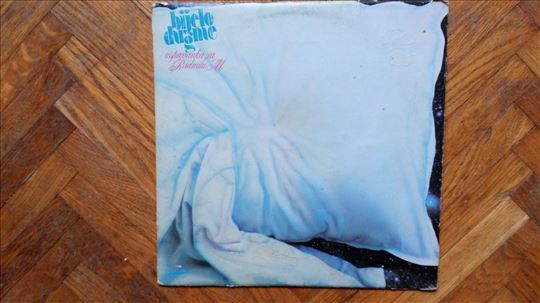 bijelo
dugme
uspavanka za
Radmilu M